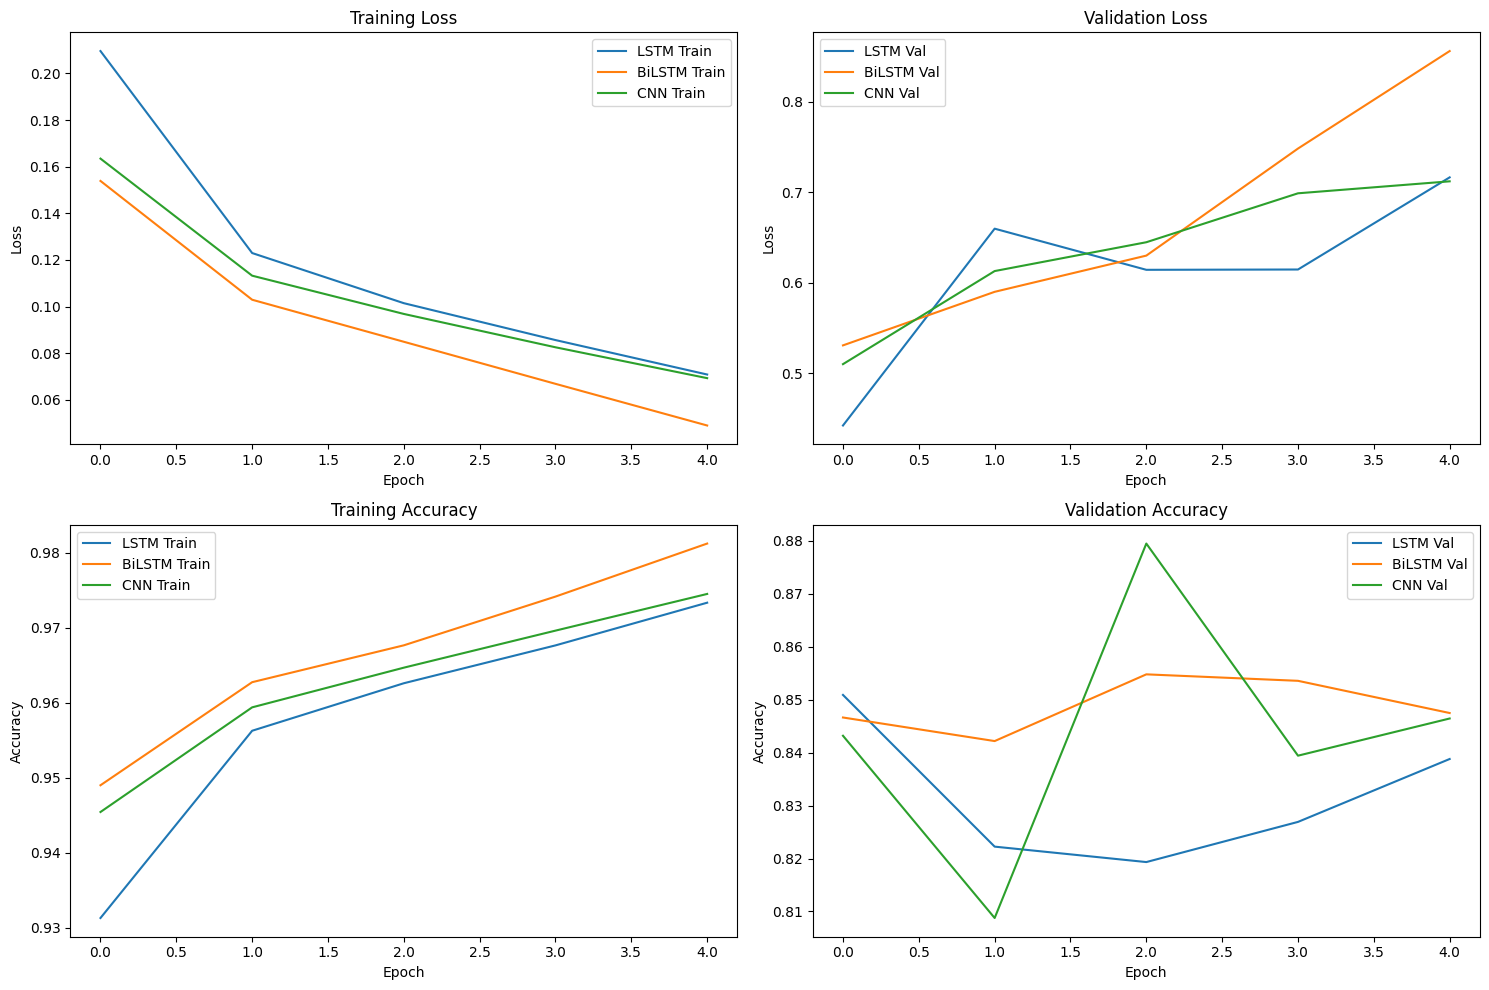 Training Loss
LSTM Train
BiLSTM Train
CNN Train
0.20
0.18
0.16
0.14
0.12
0.10
0.08
0.06
Loss
0.0 0.5 1.0 1.5 2.0 2.5 3.0 3.5 4.0
Epoch
Validation Loss
LSTM Val
BiLSTM Val
CNN Val
0.8
0.7
0.6
0.5
Loss
0.0 0.5 1.0 1.5 2.0 2.5 3.0 3.5 4.0
Epoch
Training Accuracy
LSTM Train
BiLSTM Train
CNN Train
0.98
0.97
0.96
0.95
0.94
0.93
Accuracy
0.0 0.5 1.0 1.5 2.0 2.5 3.0 3.5 4.0
Epoch
Validation Accuracy
LSTM Val
BiLSTM Val
CNN Val
0.88
0.87
0.86
0.85
0.84
0.83
0.82
0.81
Accuracy
0.0 0.5 1.0 1.5 2.0 2.5 3.0 3.5 4.0
Epoch